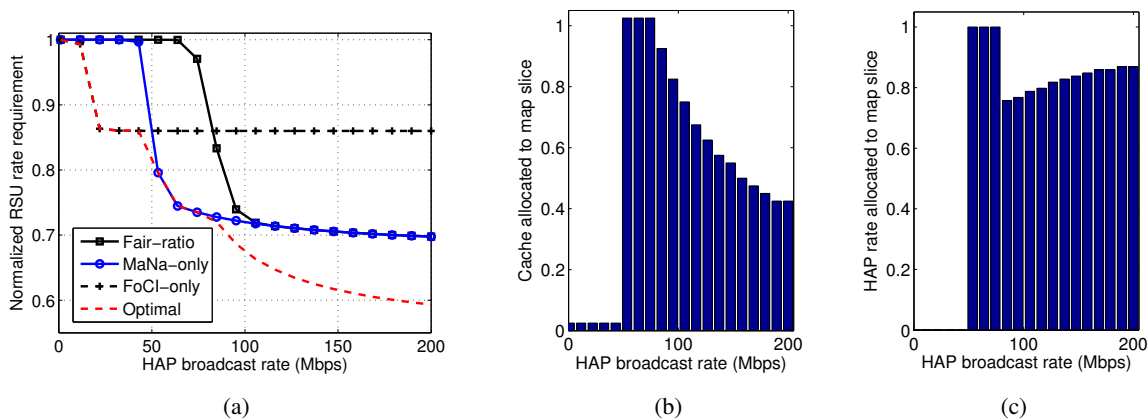 Normalized RSU rate requirement
1
0.9
0.8
0.7
0.6
Fair-ratio
MaNa-only
FoCI-only
Optimal
0 50 100 150 200
HAP broadcast rate (Mbps)
(a)
Cache allocated to map slice
1
0.8
0.6
0.4
0.2
0
0 100 200
HAP broadcast rate (Mbps)
(b)
HAP rate allocated to map slice
1
0.8
0.6
0.4
0.2
0
0 100 200
HAP broadcast rate (Mbps)
(c)